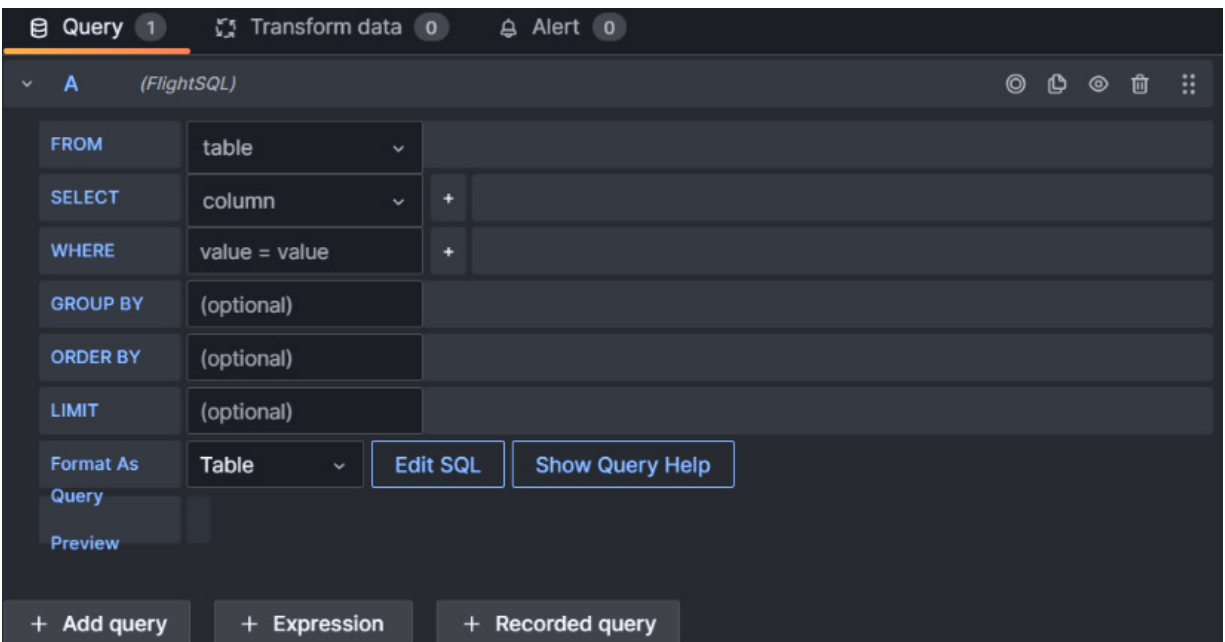 Query 1 Transform data 0 Alert 0
A (FlightSQL)
FROM table
SELECT column +
WHERE value = value +
GROUP BY (optional)
ORDER BY (optional)
LIMIT (optional)
Format As Table Edit SQL Show Query Help
Query
Preview
+ Add query + Expression + Recorded query